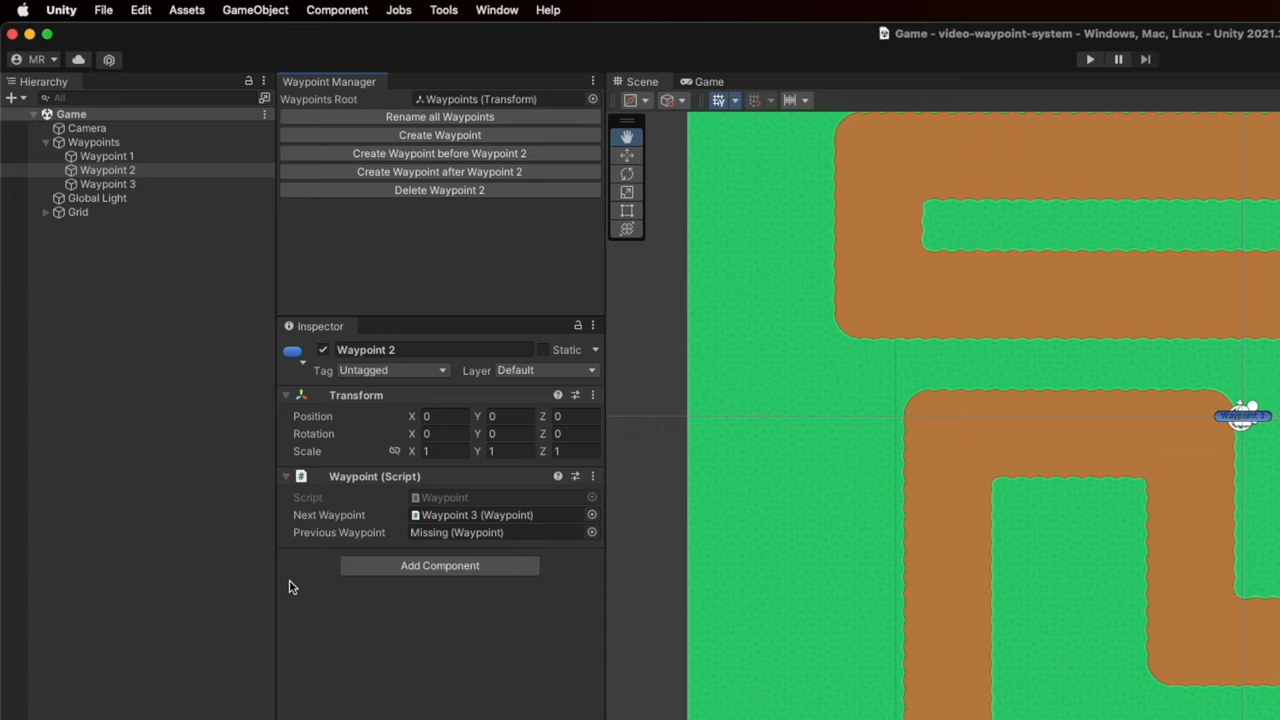 Unity File Edit Assets GameObject Component Jobs Tools Window Help
Game - video-waypoint-system - Windows, Mac, Linux - Unity 2021.
MR
Hierarchy
All
Game
Camera
Waypoints
Waypoint 1
Waypoint 2
Waypoint 3
Global Light
Grid
Waypoint Manager
Waypoints Root Waypoints (Transform)
Rename all Waypoints
Create Waypoint
Create Waypoint before Waypoint 2
Create Waypoint after Waypoint 2
Delete Waypoint 2
Inspector
Waypoint 2 Static
Tag Untagged Layer Default
Transform
Position X 0 Y 0 Z 0
Rotation X 0 Y 0 Z 0
Scale X 1 Y 1 Z 1
# Waypoint (Script)
Script Waypoint
Next Waypoint Waypoint 3 (Waypoint)
Previous Waypoint Missing (Waypoint)
Add Component
Scene Game